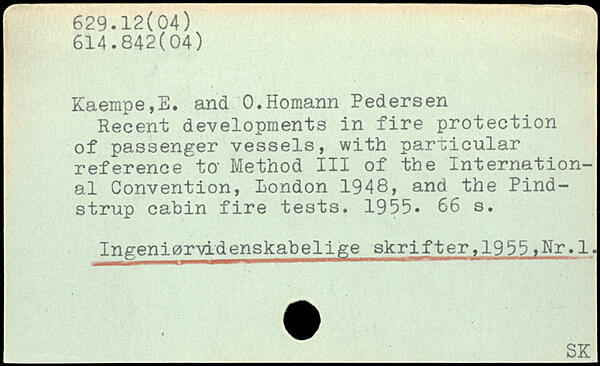 629.12(04)
614.842(04)
Kaempe,E. and O.Homann Pedersen
Recent developments in fire protection
of passenger vessels, with particular
reference to Method III of the Internation-
al Convention, London 1948, and the Pind-
strup cabin fire tests. 1955. 66 s.
Ingeniørvidenskabelige skrifter,1955,Nr.1.
SK